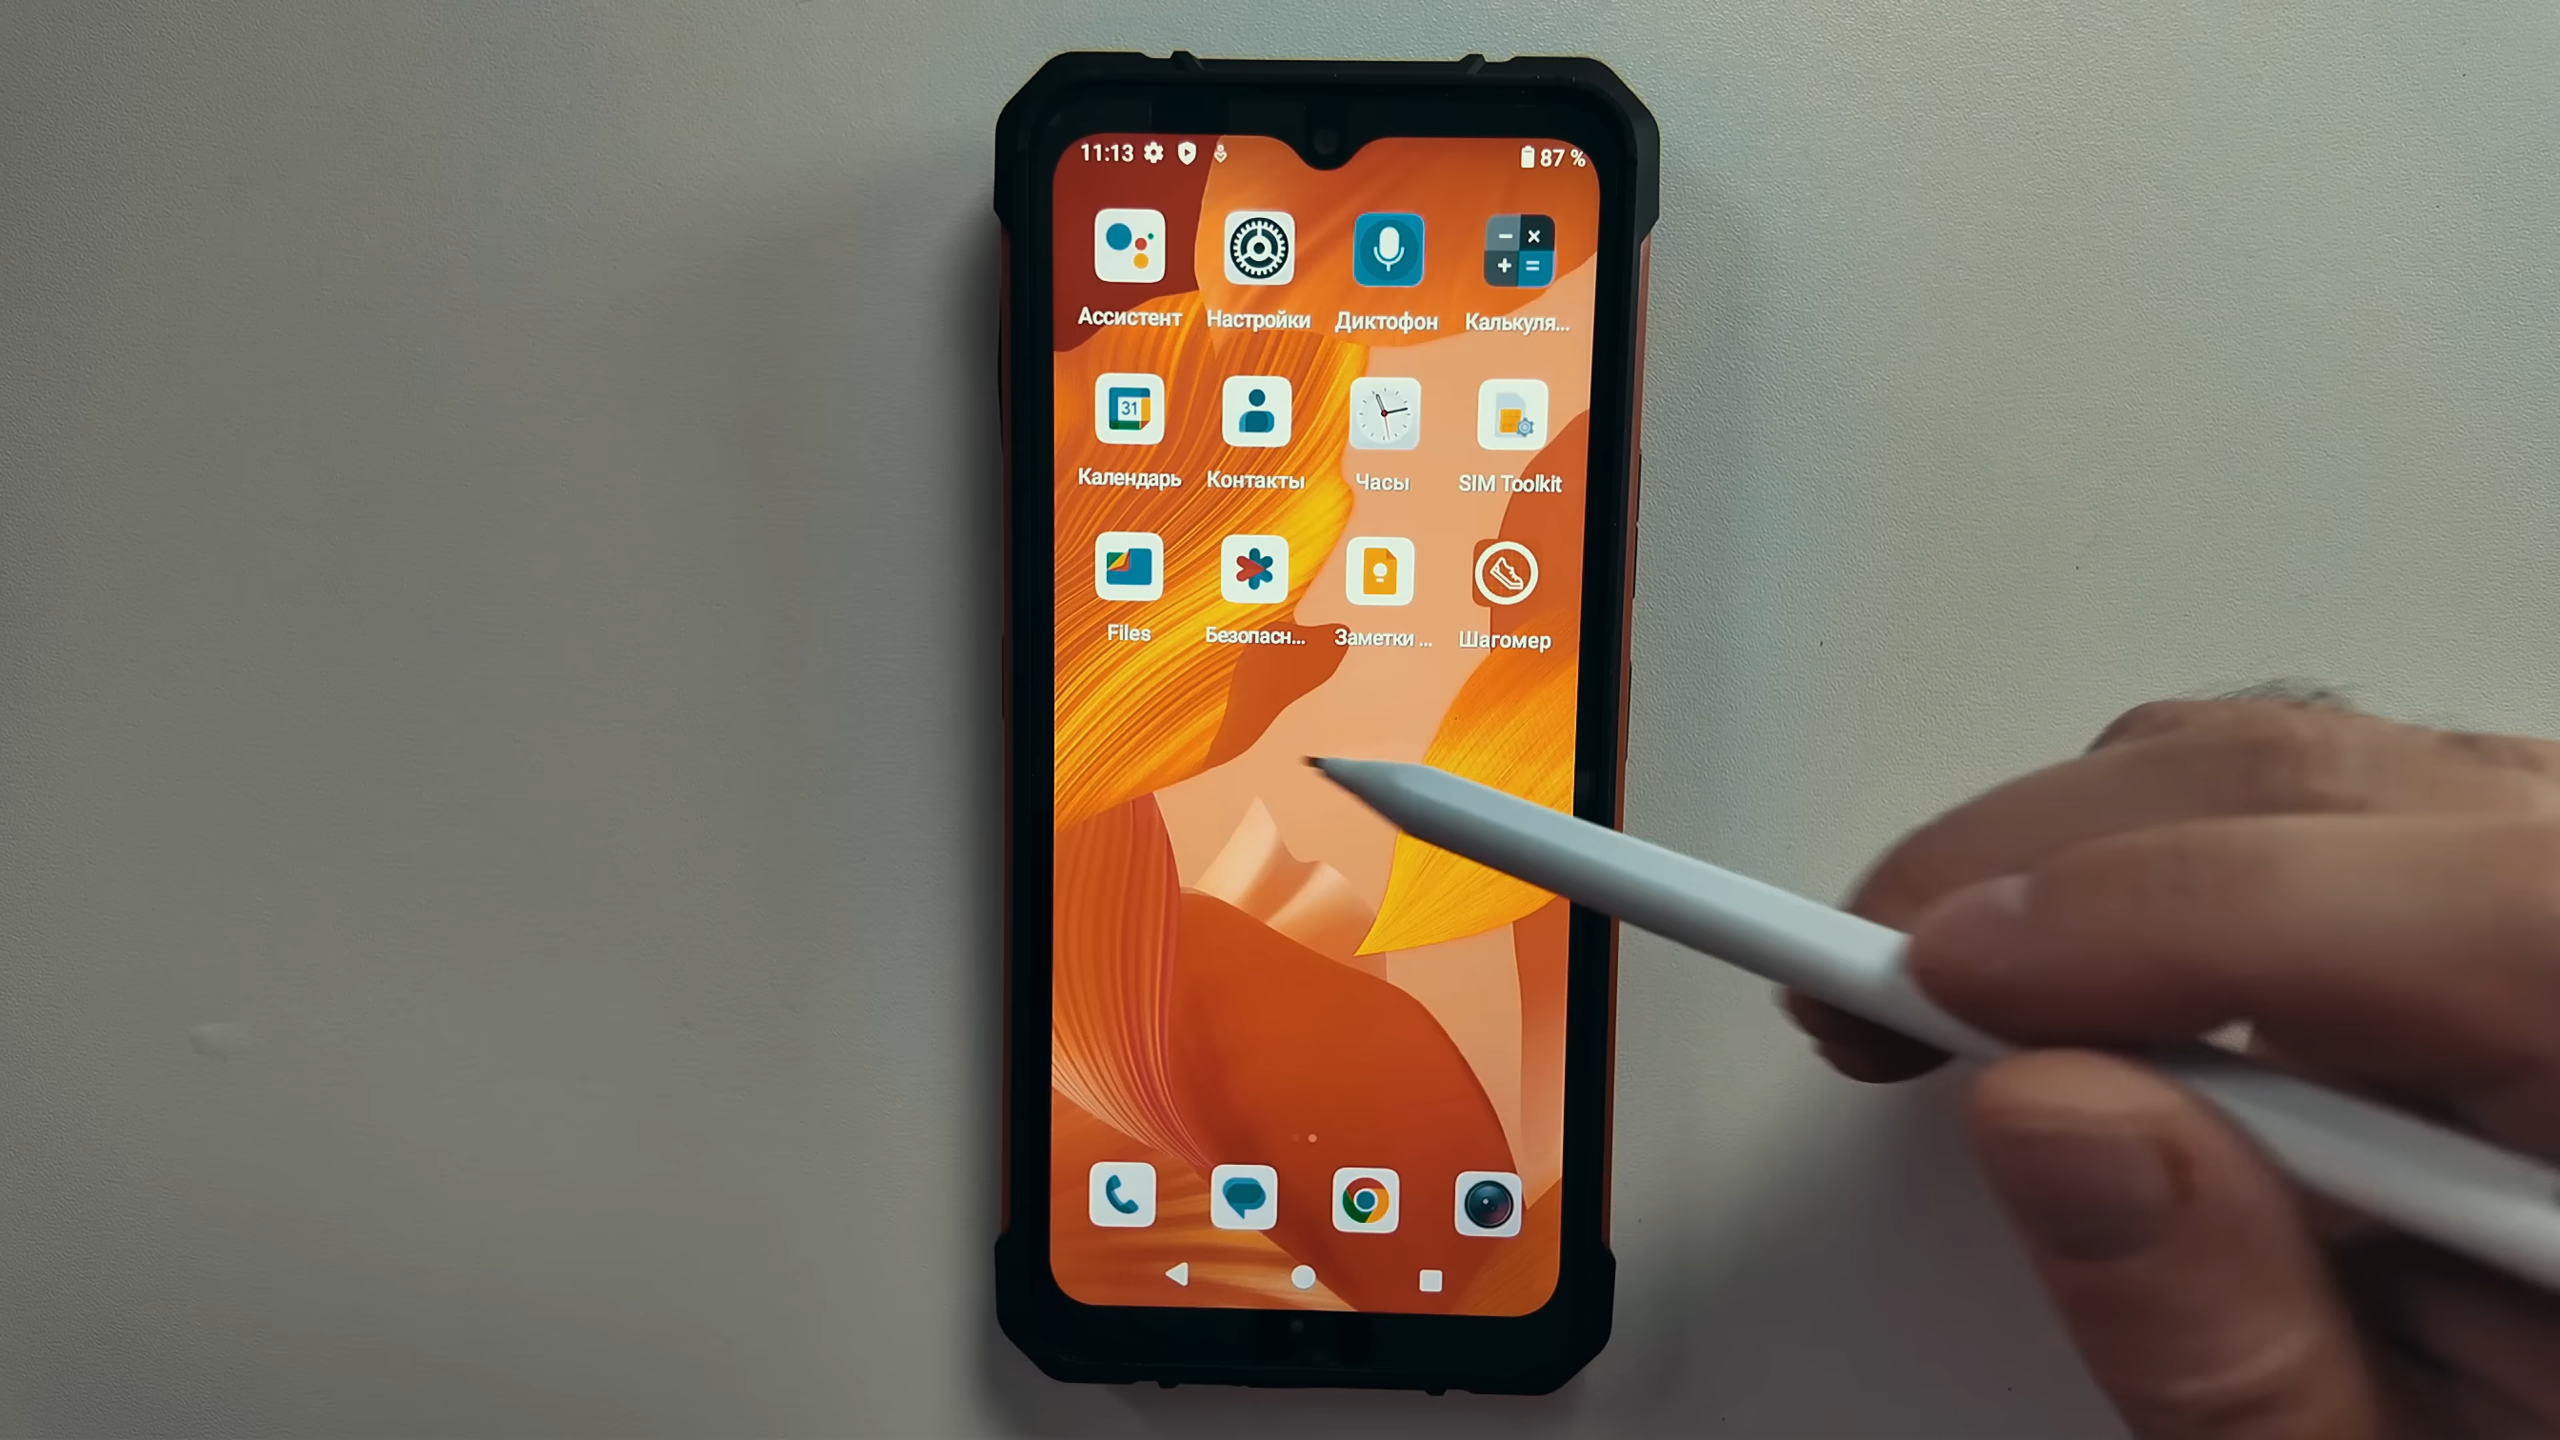 11:13 87 %
Ассистент Настройки Диктофон Калькуля...
31
Календарь Контакты Часы SIM Toolkit
Files Безопасн... Заметки ... Шагомер